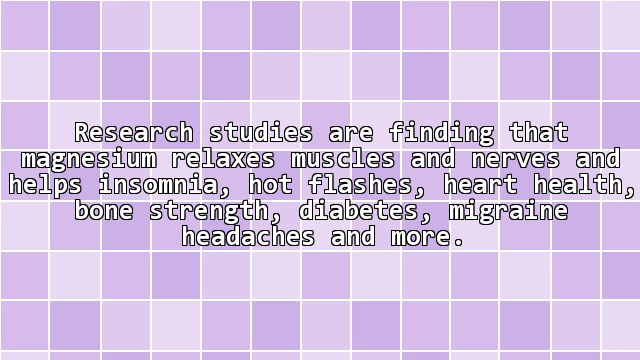 Research studies are finding that
magnesium relaxes muscles and nerves and
helps insomnia, hot flashes, heart health,
bone strength, diabetes, migraine
headaches and more.